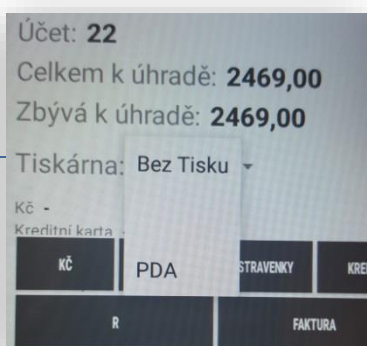 Účet: 22
Celkem k úhradě: 2469,00
Zbývá k úhradě: 2469,00
Tiskárna: Bez Tisku
Kč -
Kreditní karta
PDA
KČ STRAVENKY
R FAKTURA